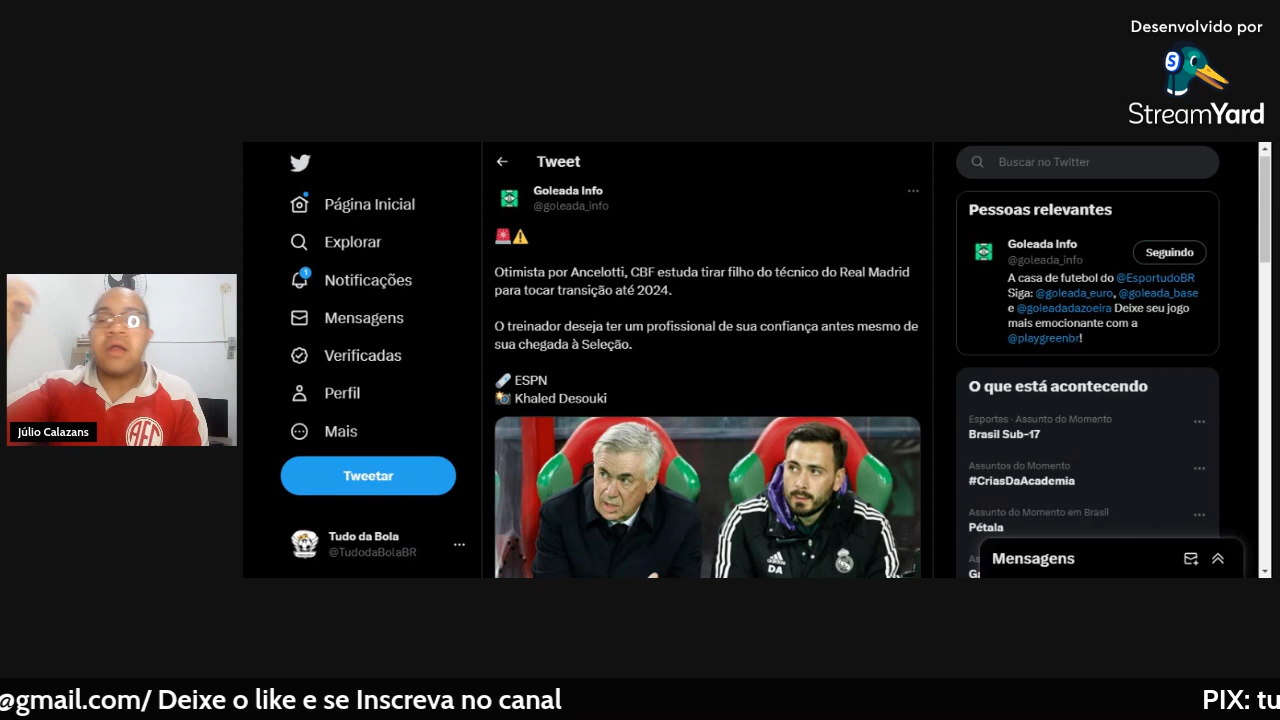 Desenvolvido por
StreamYard
Júlio Calazans
AFC
Página Inicial
Explorar
1
Notificações
Mensagens
Verificadas
Perfil
Mais
Tweetar
Tudo da Bola
@TudodaBolaBR
Tweet
Goleada Info
@goleada_info
Otimista por Ancelotti, CBF estuda tirar filho do técnico do Real Madrid
para tocar transição até 2024.
O treinador deseja ter um profissional de sua confiança antes mesmo de
sua chegada à Seleção.
ESPN
Khaled Desouki
DA
Buscar no Twitter
Pessoas relevantes
Goleada Info
@goleada_info
Seguindo
A casa de futebol do @EsportudoBR
Siga: @goleada_euro, @goleada_base
e @goleadadazoeira Deixe seu jogo
mais emocionante com a
@playgreenbr!
O que está acontecendo
Esportes · Assunto do Momento
Brasil Sub-17
Assuntos do Momento
#CriasDaAcademia
Assunto do Momento em Brasil
Pétala
Mensagens
@gmail.com/ Deixe o like e se Inscreva no canal
PIX: tu